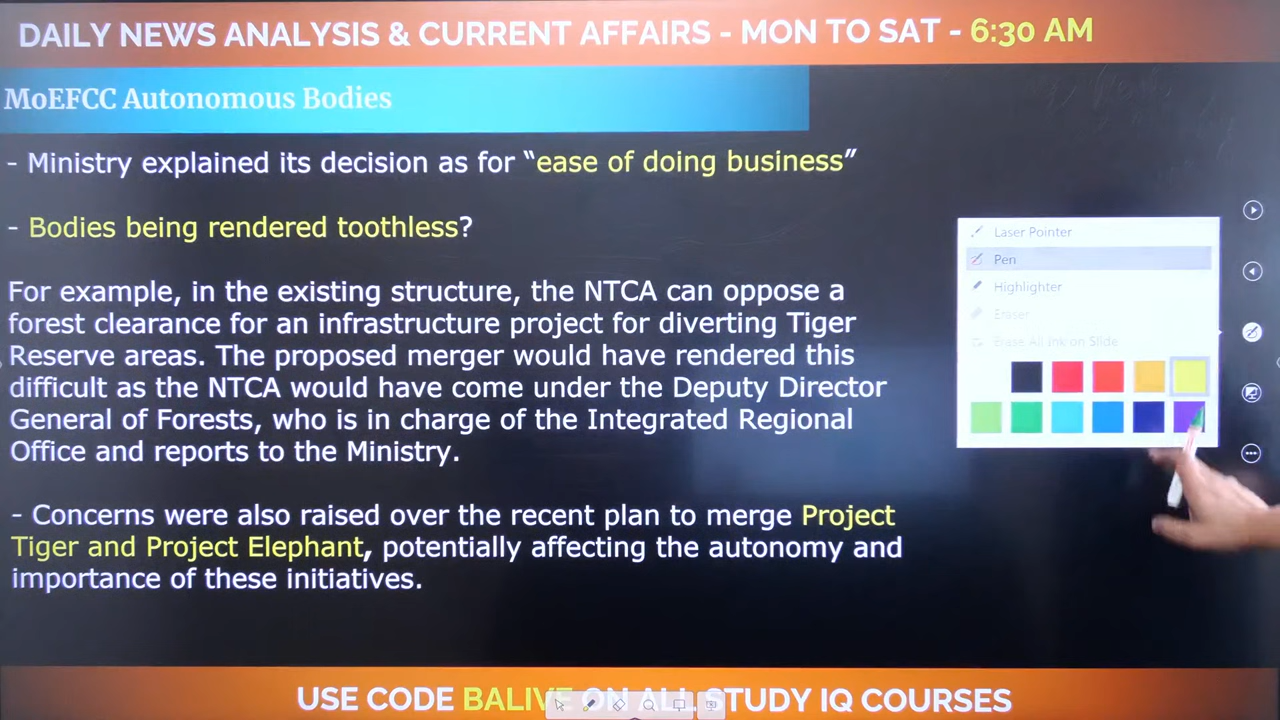 DAILY NEWS ANALYSIS & CURRENT AFFAIRS - MON TO SAT - 6:30 AM
MoEFCC Autonomous Bodies
- Ministry explained its decision as for “ease of doing business”
- Bodies being rendered toothless?
For example, in the existing structure, the NTCA can oppose a
forest clearance for an infrastructure project for diverting Tiger
Reserve areas. The proposed merger would have rendered this
difficult as the NTCA would have come under the Deputy Director
General of Forests, who is in charge of the Integrated Regional
Office and reports to the Ministry.
- Concerns were also raised over the recent plan to merge Project
Tiger and Project Elephant, potentially affecting the autonomy and
importance of these initiatives.
Laser Pointer
Pen
Highlighter
Eraser
Erase All Ink on Slide
USE CODE BALIVE ON ALL STUDY IQ COURSES